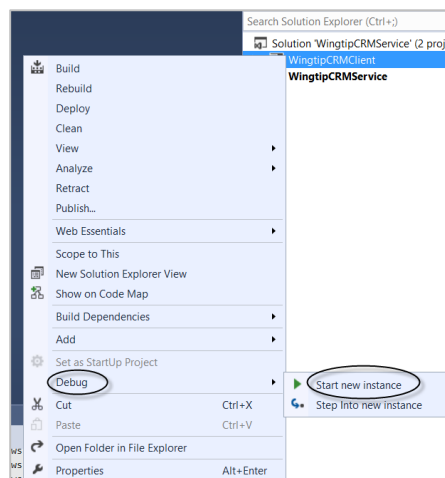 Search Solution Explorer (Ctrl+;)
Solution 'WingtipCRMService' (2 proj
WingtipCRMClient
WingtipCRMService
Build
Rebuild
Deploy
Clean
View
Analyze
Retract
Publish...
Web Essentials
Scope to This
New Solution Explorer View
Show on Code Map
Build Dependencies
Add
Set as StartUp Project
Debug
Start new instance
Cut Ctrl+X
Step Into new instance
Paste Ctrl+V
Open Folder in File Explorer
ws
ws
Properties Alt+Enter